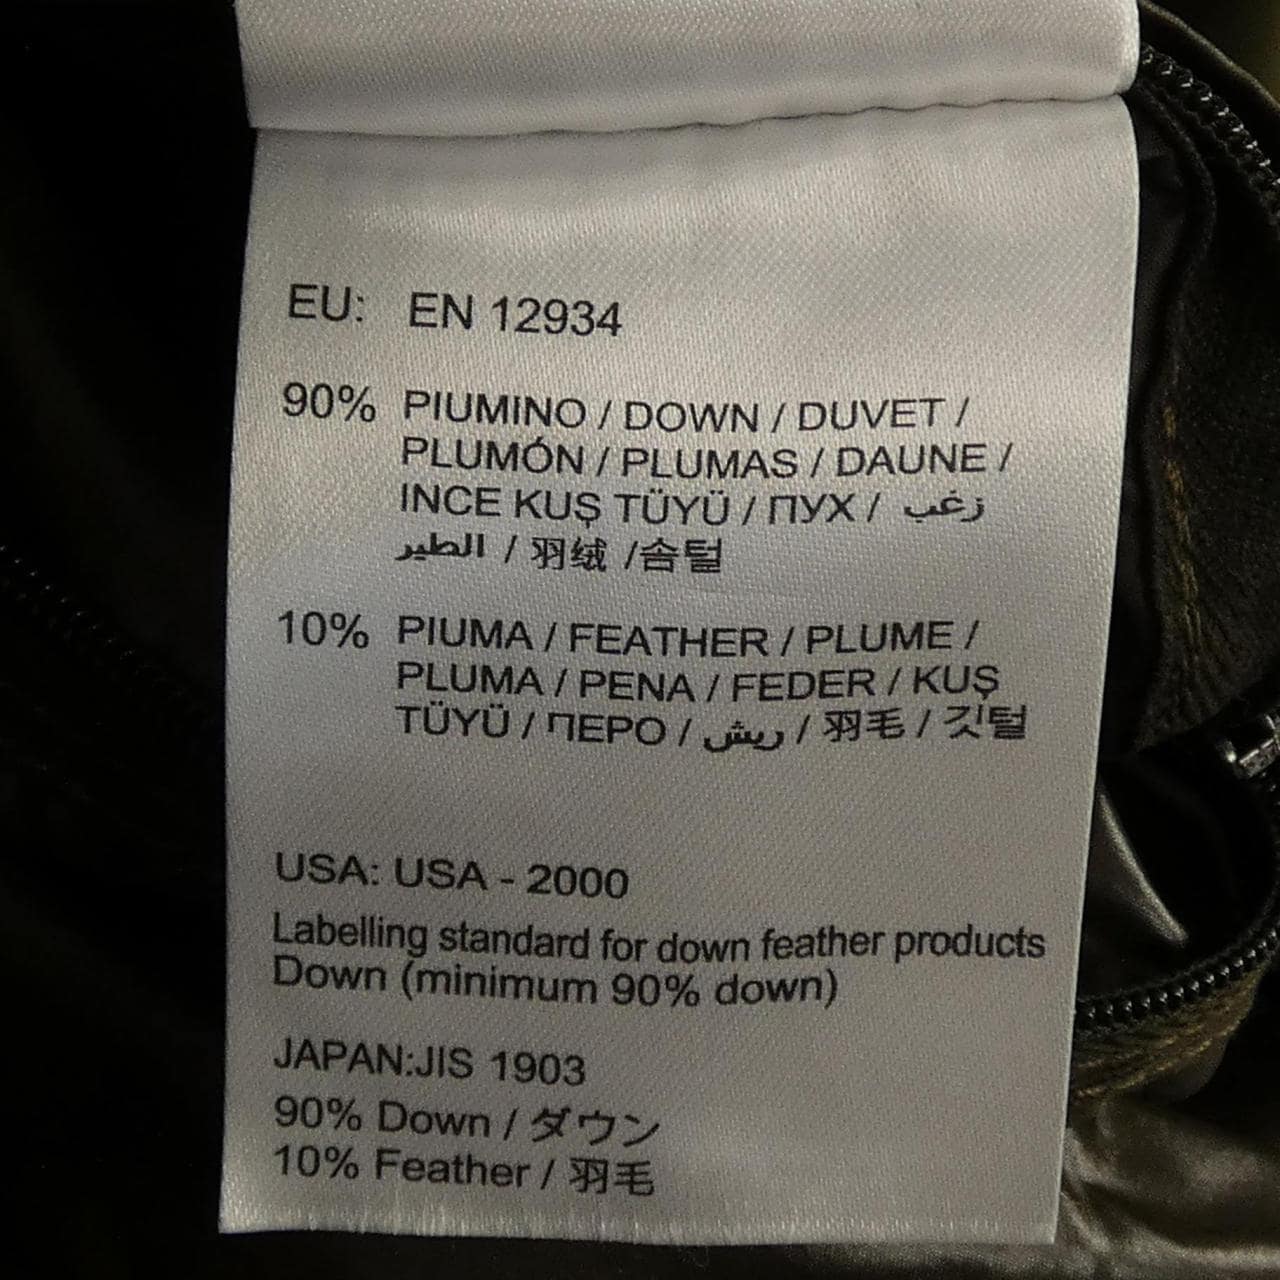 EU: EN 12934
90% PIUMINO / DOWN / DUVET /
PLUMÓN / PLUMAS / DAUNE /
INCE KUŞ TÜYÜ / ПУХ / زغب
الطير / 羽绒 /솜털
10% PIUMA / FEATHER / PLUME /
PLUMA / PENA / FEDER / KUŞ
TÜYÜ / ПЕРО / ريش / 羽毛 / 깃털
USA: USA - 2000
Labelling standard for down feather products
Down (minimum 90% down)
JAPAN:JIS 1903
90% Down / ダウン
10% Feather / 羽毛